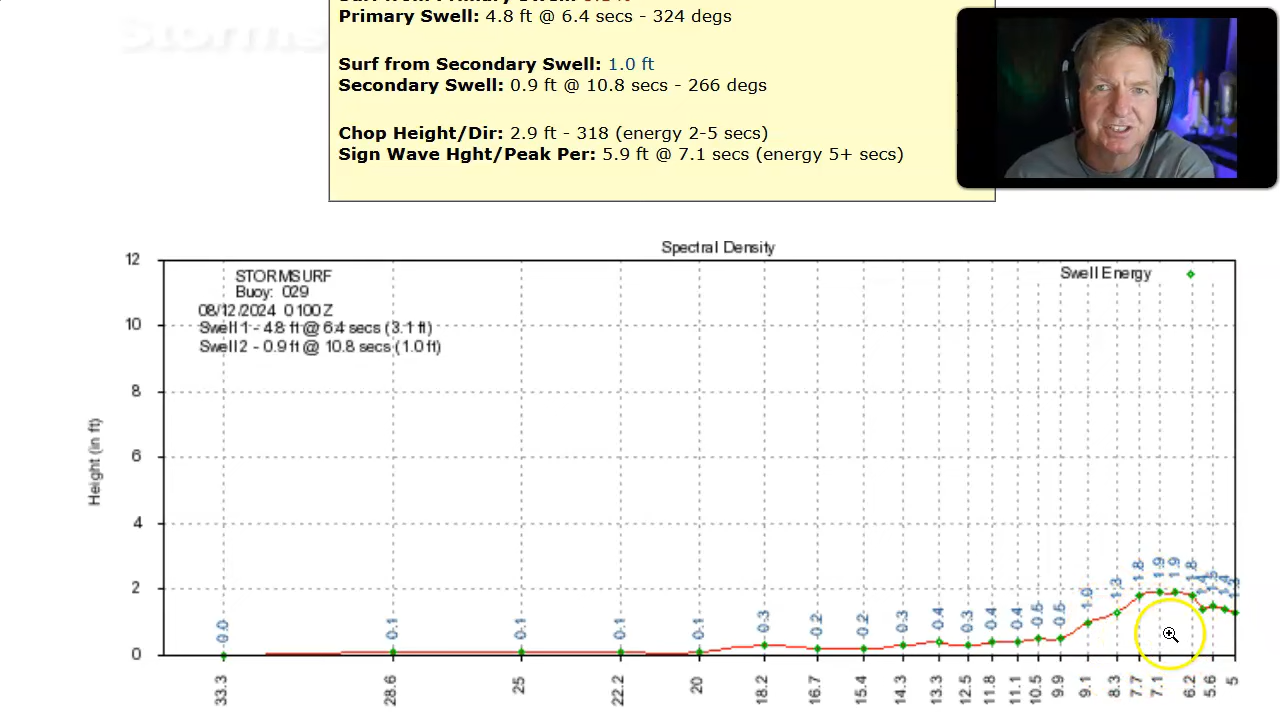 Storms
Primary Swell: 4.8 ft @ 6.4 secs - 324 degs
Surf from Secondary Swell: 1.0 ft
Secondary Swell: 0.9 ft @ 10.8 secs - 266 degs
Chop Height/Dir: 2.9 ft - 318 (energy 2-5 secs)
Sign Wave Hght/Peak Per: 5.9 ft @ 7.1 secs (energy 5+ secs)
Spectral Density
STORMSURF
Buoy: 029
08/12/2024 0100Z
Swell 1 - 4.8 ft @ 6.4 secs (3.1 ft)
Swell 2 - 0.9 ft @ 10.8 secs (1.0 ft)
Swell Energy
Height (in ft)
12
10
8
6
4
2
0
0.0 0.1 0.1 0.1 0.1 0.3 0.2 0.2 0.3 0.4 0.3 0.4 0.4 0.5 0.5 1.0 1.3 1.8 1.9 1.9 1.8
33.3 28.6 25 22.2 20 18.2 16.7 15.4 14.3 13.3 12.5 11.8 11.1 10.5 9.9 9.1 8.3 7.7 7.1 6.2 5.6 5